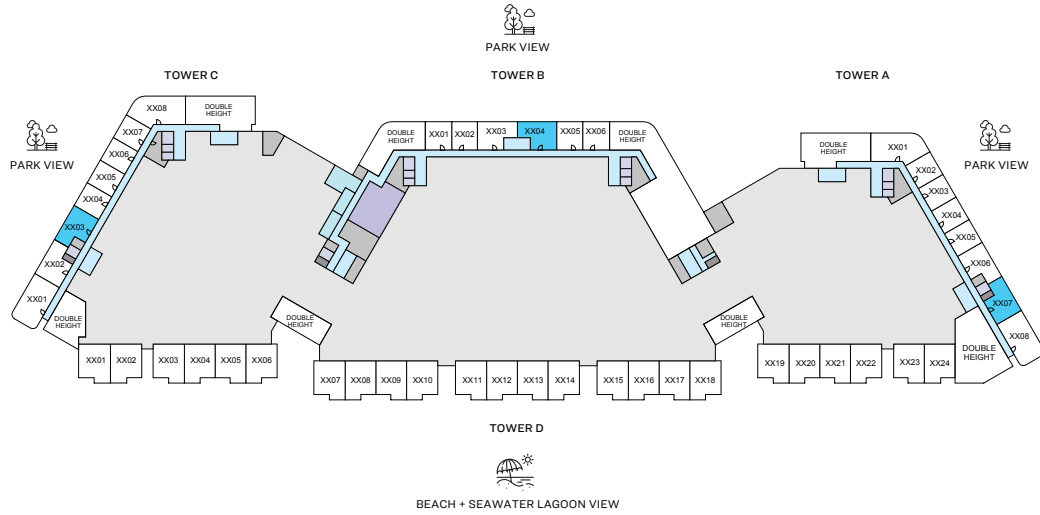 PARK VIEW
TOWER C
TOWER B
TOWER A
PARK VIEW
PARK VIEW
XX08
DOUBLE
HEIGHT
XX07
XX06
XX05
XX04
XX03
XX02
XX01
DOUBLE
HEIGHT
DOUBLE
HEIGHT
XX01
XX02
XX03
XX04
XX05
XX06
DOUBLE
HEIGHT
DOUBLE
HEIGHT
XX01
XX02
XX03
XX04
XX05
XX06
XX07
XX08
DOUBLE
HEIGHT
DOUBLE
HEIGHT
DOUBLE
HEIGHT
XX01
XX02
XX03
XX04
XX05
XX06
XX07
XX08
XX09
XX10
XX11
XX12
XX13
XX14
XX15
XX16
XX17
XX18
XX19
XX20
XX21
XX22
XX23
XX24
TOWER D
BEACH + SEAWATER LAGOON VIEW